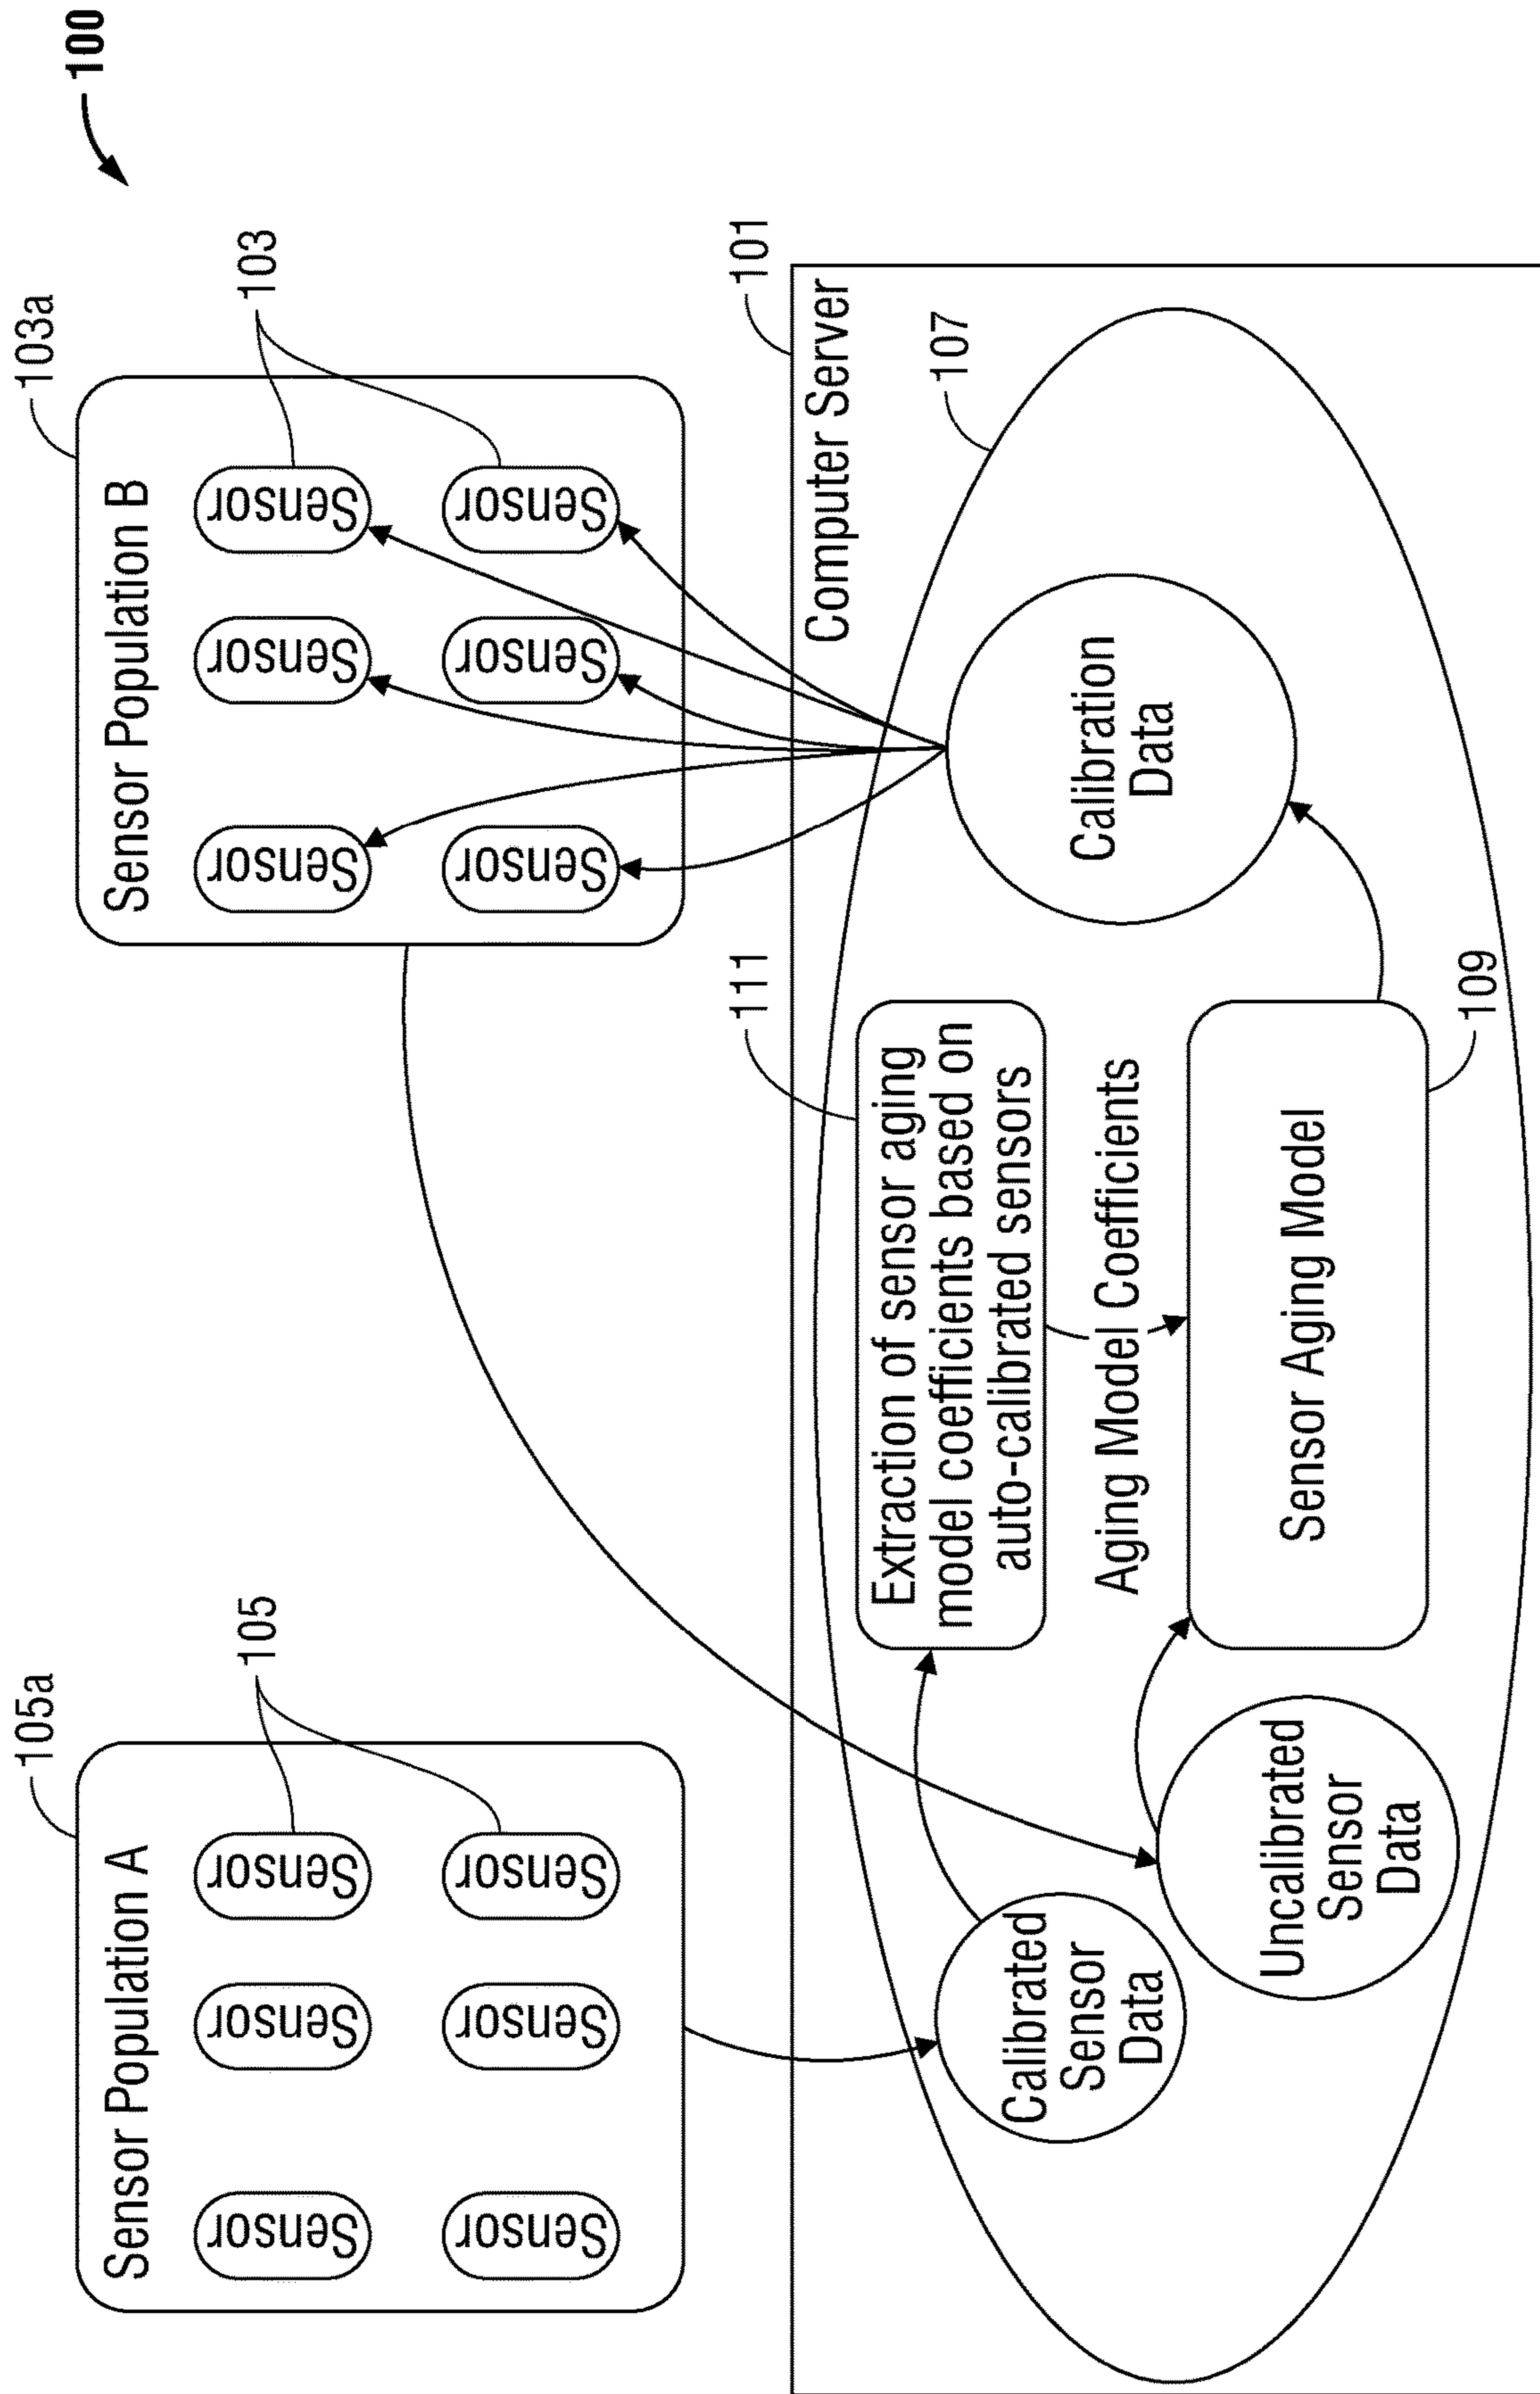 100
105a
Sensor Population A
105
Sensor
Sensor
Sensor
Sensor
Sensor
Sensor
103a
Sensor Population B
103
Sensor
Sensor
Sensor
Sensor
Sensor
Sensor
101
Computer Server
107
111
Extraction of sensor aging
model coefficients based on
auto-calibrated sensors
Aging Model Coefficients
Sensor Aging Model
109
Calibrated
Sensor
Data
Uncalibrated
Sensor
Data
Calibration
Data